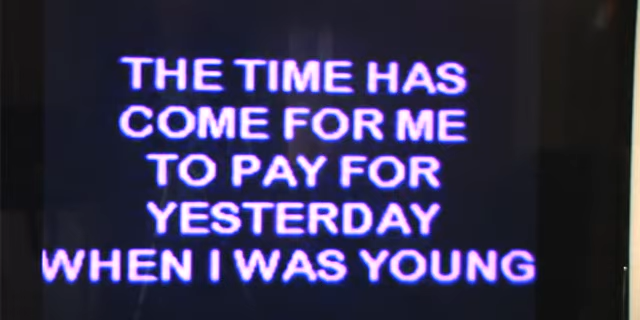 THE TIME HAS
COME FOR ME
TO PAY FOR
YESTERDAY
WHEN I WAS YOUNG